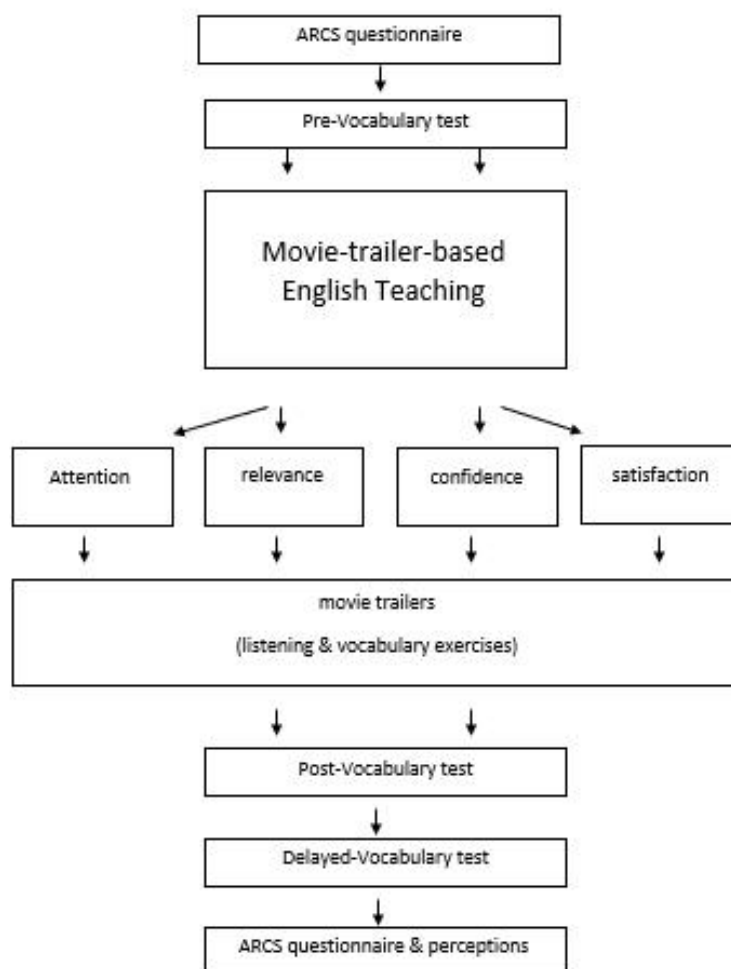 ARCS questionnaire
Pre-Vocabulary test
Movie-trailer-based
English Teaching
Attention
relevance
confidence
satisfaction
movie trailers
(listening & vocabulary exercises)
Post-Vocabulary test
Delayed-Vocabulary test
ARCS questionnaire & perceptions